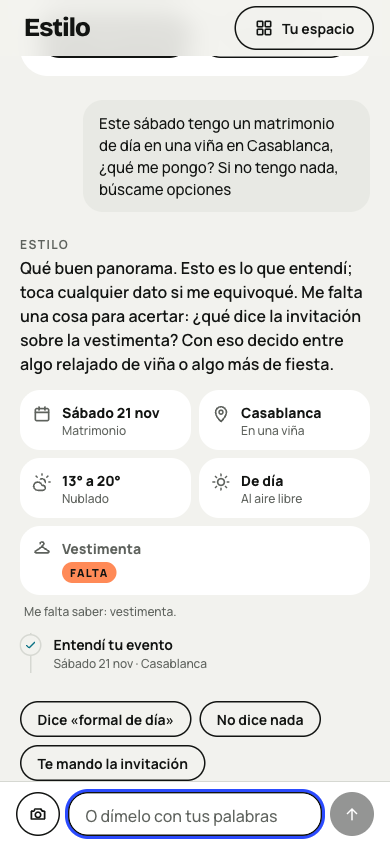 Estilo
Tu espacio
Este sábado tengo un matrimonio
de día en una viña en Casablanca,
¿qué me pongo? Si no tengo nada,
búscame opciones
ESTILO
Qué buen panorama. Esto es lo que entendí;
toca cualquier dato si me equivoqué. Me falta
una cosa para acertar: ¿qué dice la invitación
sobre la vestimenta? Con eso decido entre
algo relajado de viña o algo más de fiesta.
Sábado 21 nov
Matrimonio
Casablanca
En una viña
13° a 20°
Nublado
De día
Al aire libre
Vestimenta
FALTA
Me falta saber: vestimenta.
Entendí tu evento
Sábado 21 nov · Casablanca
Dice «formal de día»
No dice nada
Te mando la invitación
O dímelo con tus palabras